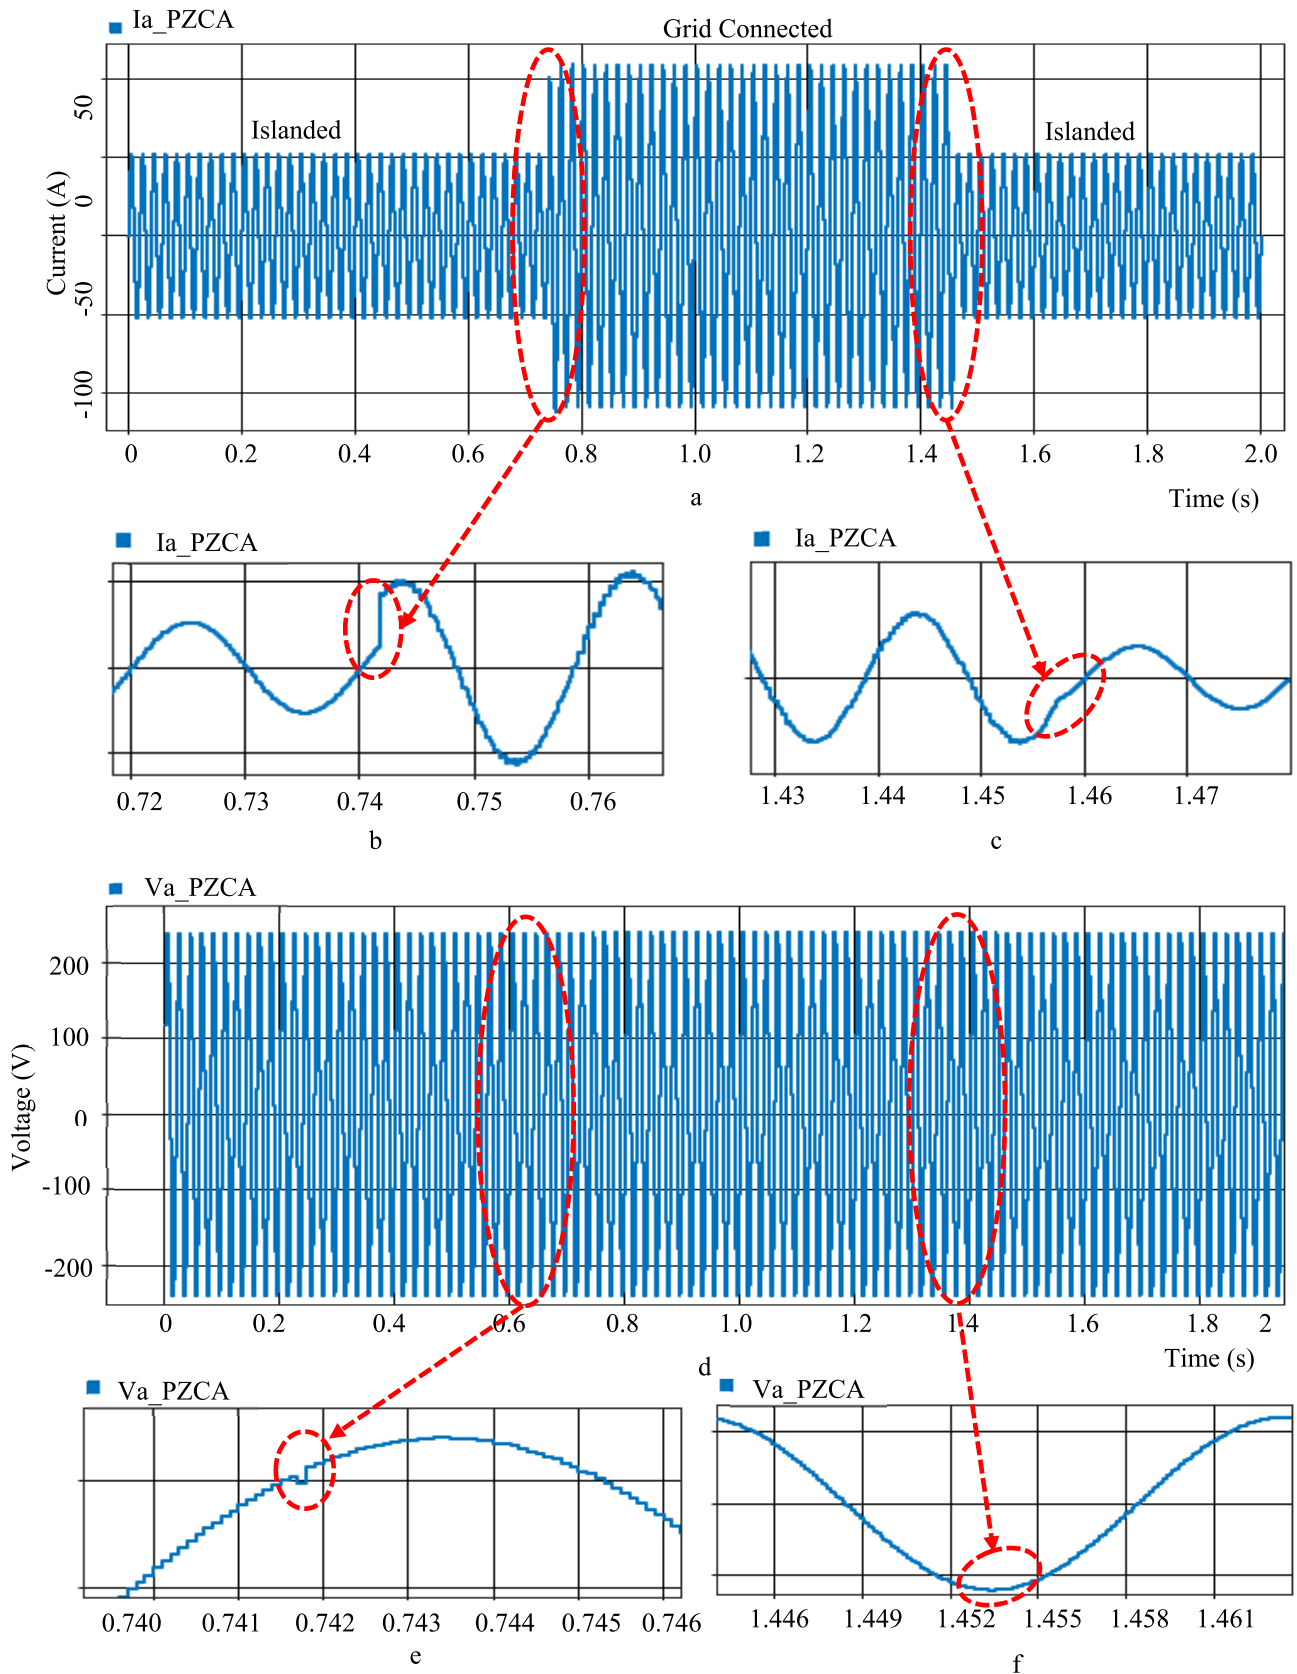 Ia_PZCA
Grid Connected
Islanded
Islanded
Current (A)
50
0
-50
-100
0 0.2 0.4 0.6 0.8 1.0 1.2 1.4 1.6 1.8 2.0
a
Time (s)
Ia_PZCA
0.72 0.73 0.74 0.75 0.76
b
Ia_PZCA
1.43 1.44 1.45 1.46 1.47
c
Va_PZCA
Voltage (V)
200
100
0
-100
-200
0 0.2 0.4 0.6 0.8 1.0 1.2 1.4 1.6 1.8 2
d
Time (s)
Va_PZCA
0.740 0.741 0.742 0.743 0.744 0.745 0.746
e
Va_PZCA
1.446 1.449 1.452 1.455 1.458 1.461
f